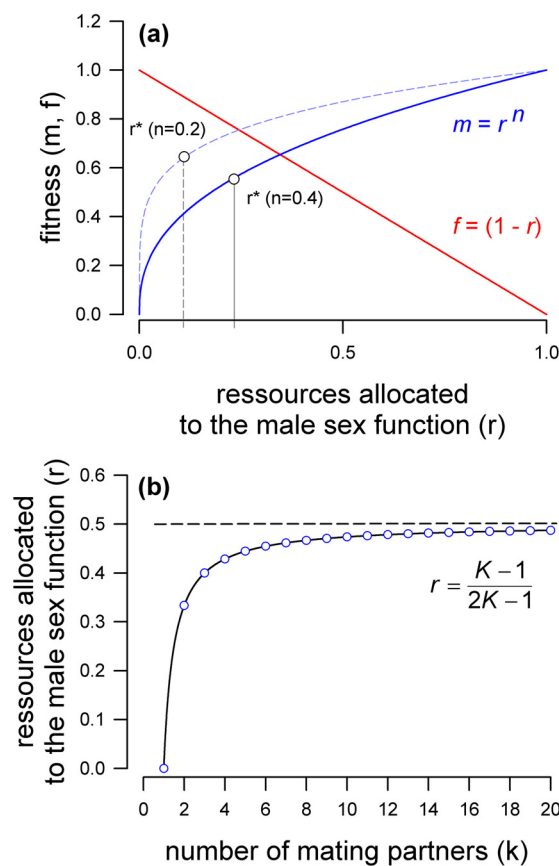 (a)
fitness (m, f)
1.2
1.0
0.8
0.6
0.4
0.2
0.0
r* (n=0.2)
r* (n=0.4)
m = r^n
f = (1 - r)
0.0 0.5 1.0
ressources allocated
to the male sex function (r)
(b)
ressources allocated
to the male sex function (r)
0.6
0.5
0.4
0.3
0.2
0.1
0.0
r = K − 1
2K − 1
0 2 4 6 8 10 12 14 16 18 20
number of mating partners (k)